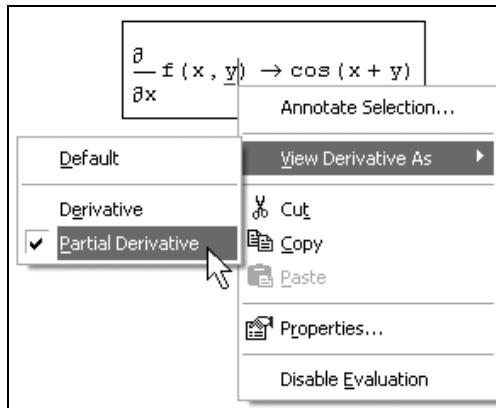 ∂
∂x f(x,y) → cos(x+y)
Annotate Selection...
View Derivative As
Default
Derivative
Partial Derivative
Cut
Copy
Paste
Properties...
Disable Evaluation